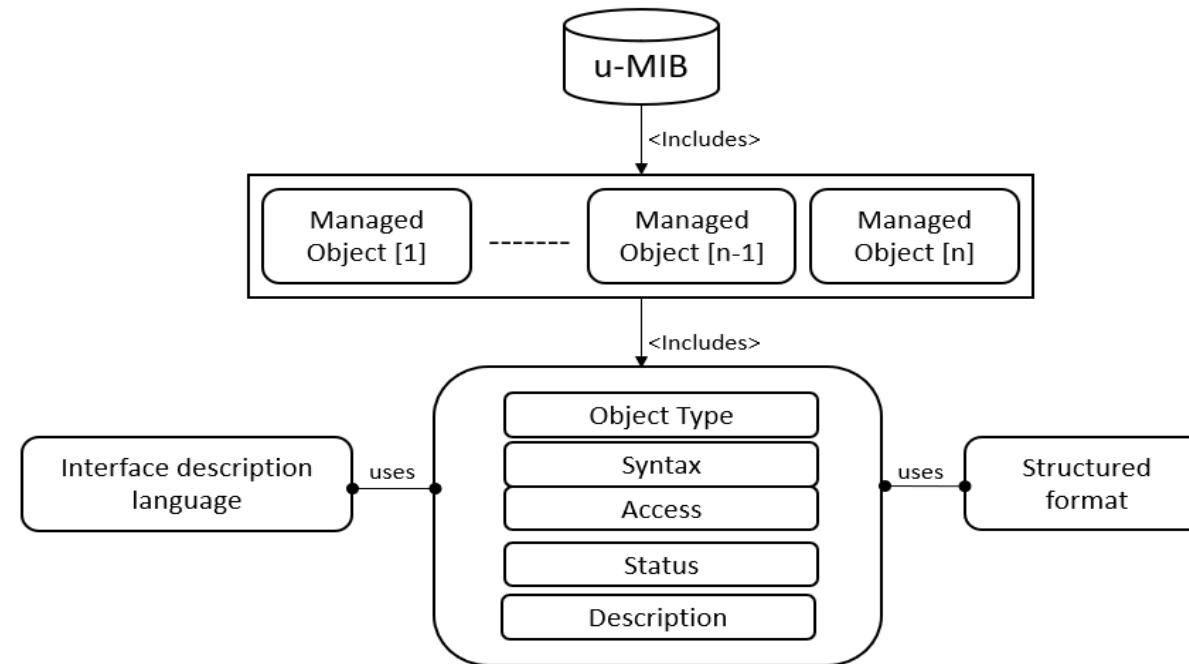 u-MIB
<Includes>
Managed
Object [1]
-------
Managed
Object [n-1]
Managed
Object [n]
<Includes>
Object Type
Syntax
Access
Status
Description
Interface description
language
uses
uses
Structured
format